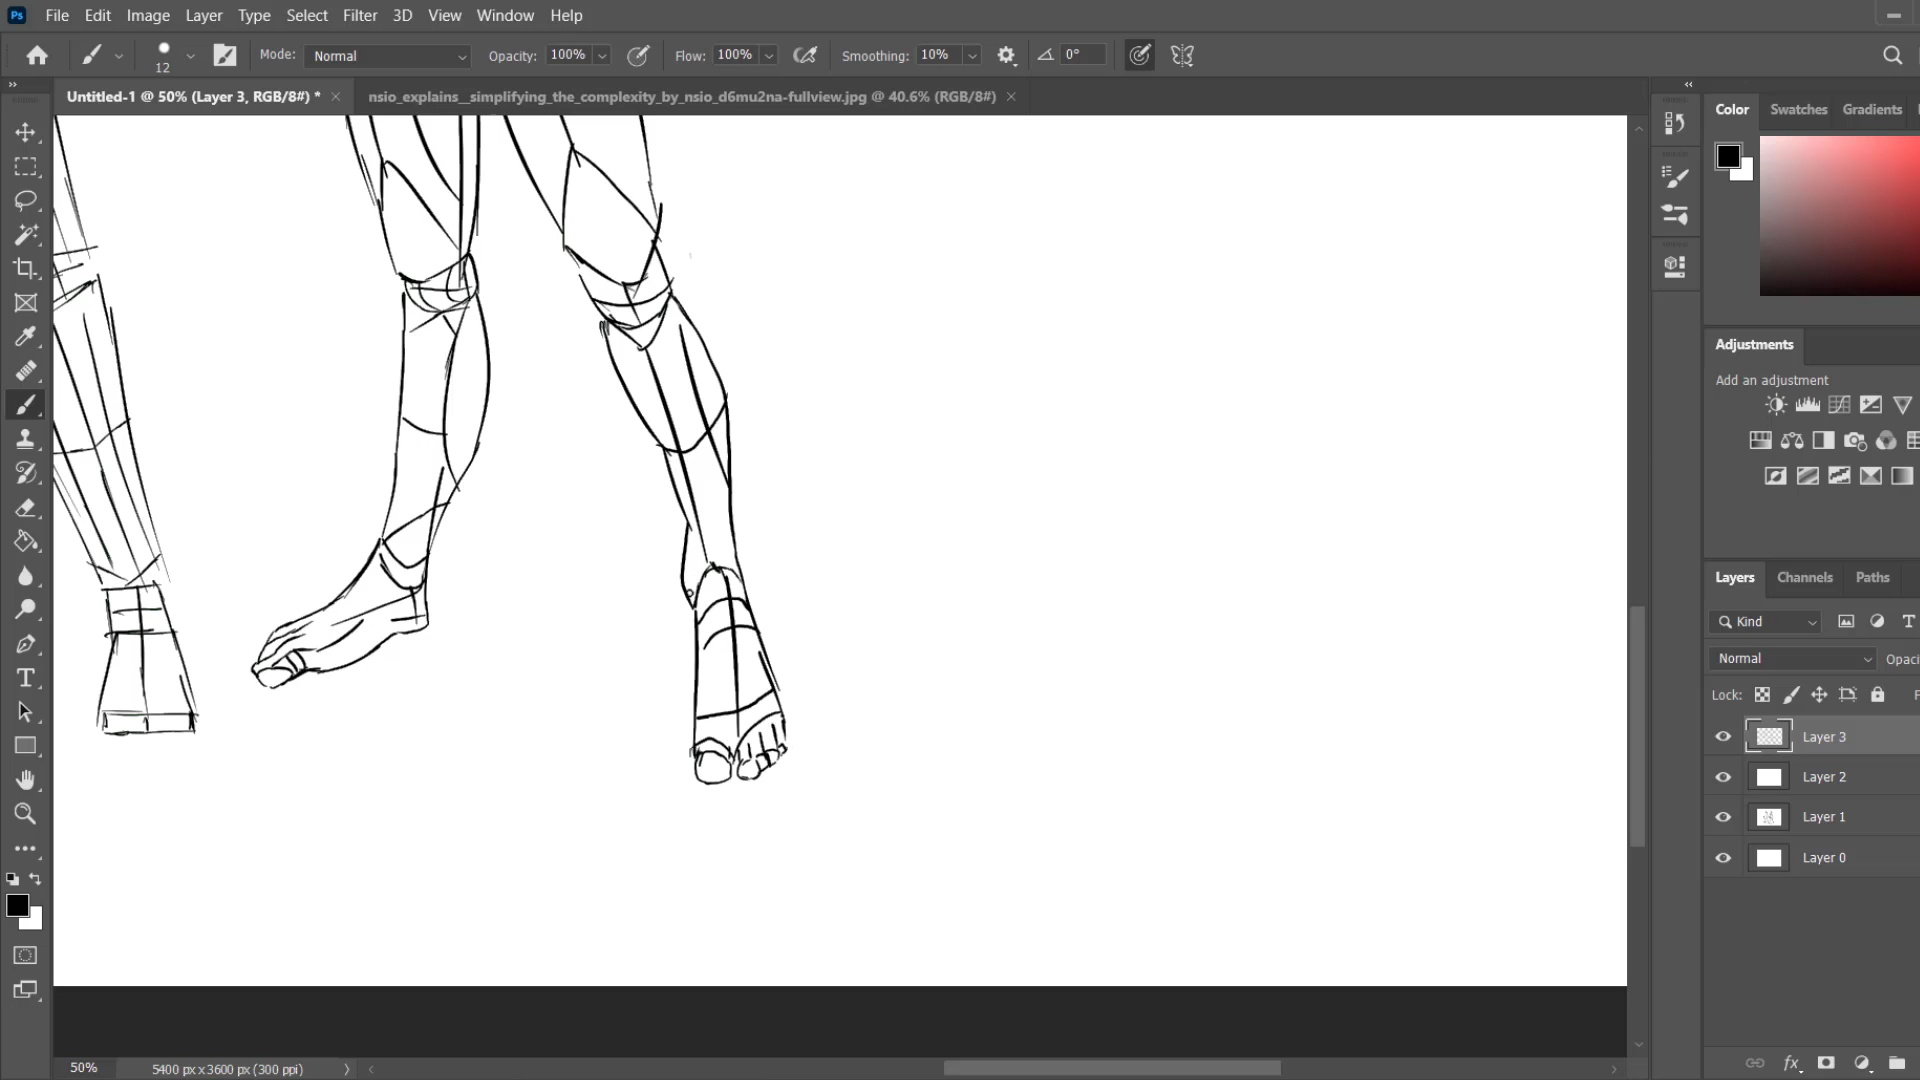 Ps File Edit Image Layer Type Select Filter 3D View Window Help
12 Mode: Normal Opacity: 100% Flow: 100% Smoothing: 10% 0°
Untitled-1 @ 50% (Layer 3, RGB/8#) * nsio_explains__simplifying_the_complexity_by_nsio_d6mu2na-fullview.jpg @ 40.6% (RGB/8#)
Color Swatches Gradients
Adjustments
Add an adjustment
Layers Channels Paths
Kind
Normal Opaci
Lock:
Layer 3
Layer 2
Layer 1
Layer 0
50% 5400 px x 3600 px (300 ppi)